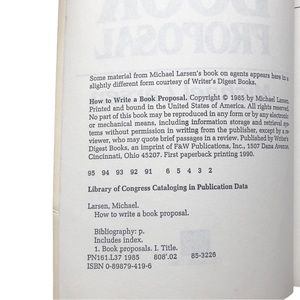 PROPOSAL
Some material from Michael Larsen's book on agents appears here in a
slightly different form courtesy of Writer's Digest Books.
How to Write a Book Proposal. Copyright © 1985 by Michael Larsen.
Printed and bound in the United States of America. All rights reserved.
No part of this book may be reproduced in any form or by any electronic
or mechanical means, including information storage and retrieval systems
without permission in writing from the publisher, except by a reviewer,
who may quote brief passages in a review. Published by Writer's
Digest Books, an imprint of F&W Publications, Inc., 1507 Dana Avenue,
Cincinnati, Ohio 45207. First paperback printing 1990.
95 94 93 92 91 6 5 4 3 2
Library of Congress Cataloging in Publication Data
Larsen, Michael.
How to write a book proposal.
Bibliography: p.
Includes index.
1. Book proposals. I. Title.
PN161.L37 1985 808'.02 85-3226
ISBN 0-89879-419-6